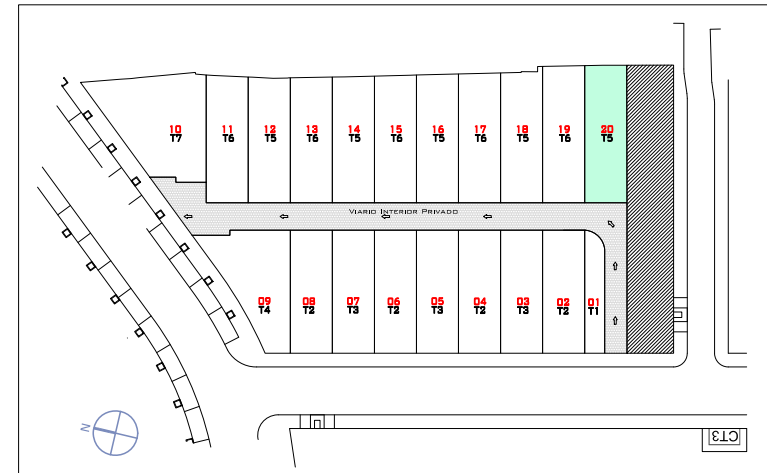 10 11 12 13 14 15 16 17 18 19 20
T7 T6 T5 T6 T5 T6 T5 T6 T5 T6 T5
Viario Interior Privado
09 08 07 06 05 04 03 02 01
T4 T2 T3 T2 T3 T2 T3 T2 T1
N
CT3